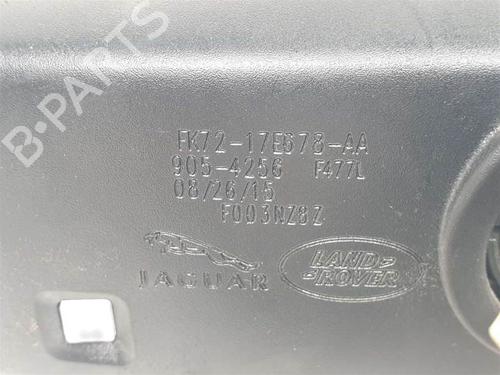 B-PARTS
FK72-17E678-AA
905-4256 F477L
08/26/15
F003NZ8Z
JAGUAR
LAND
ROVER